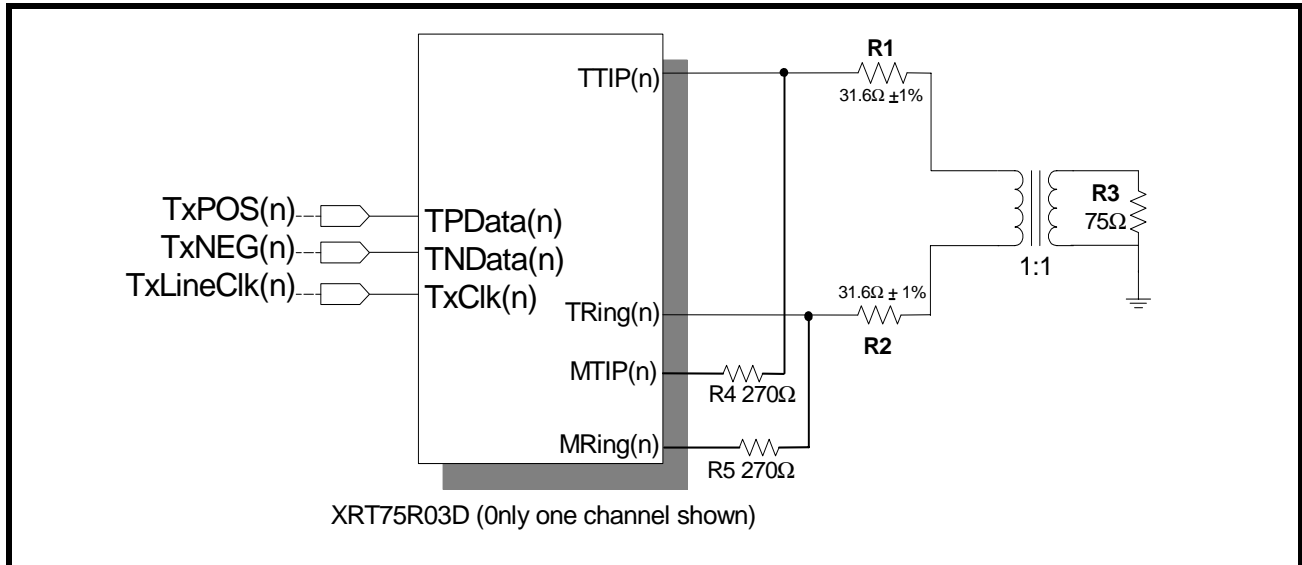 R1
TTIP(n)
31.6Ω ±1%
R3
75Ω
TxPOS(n)
TPData(n)
TxNEG(n)
TNData(n)
1:1
TxLineClk(n)
TxClk(n)
31.6Ω ± 1%
TRing(n)
R2
MTIP(n)
R4 270Ω
MRing(n)
R5 270Ω
XRT75R03D (0nly one channel shown)